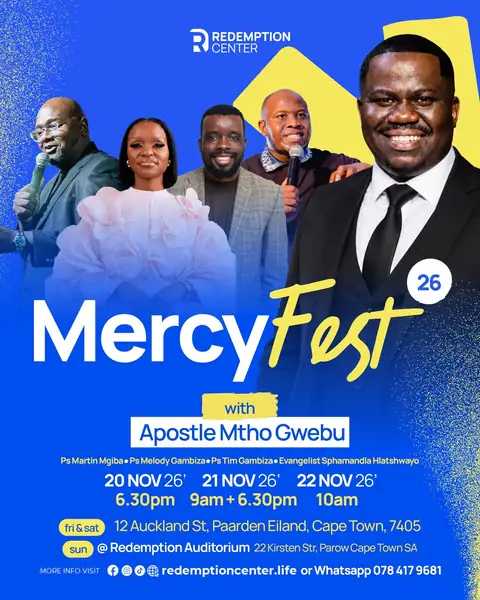 REDEMPTION
CENTER
MercyFest
26
with
Apostle Mtho Gwebu
Ps Martin Mgiba • Ps Melody Gambiza • Ps Tim Gambiza • Evangelist Sphamandla Hlatshwayo
20 NOV 26' 21 NOV 26' 22 NOV 26'
6.30pm 9am + 6.30pm 10am
fri & sat 12 Auckland St, Paarden Eiland, Cape Town, 7405
sun @ Redemption Auditorium 22 Kirsten Str, Parow Cape Town SA
MORE INFO VISIT redemptioncenter.life or Whatsapp 078 417 9681